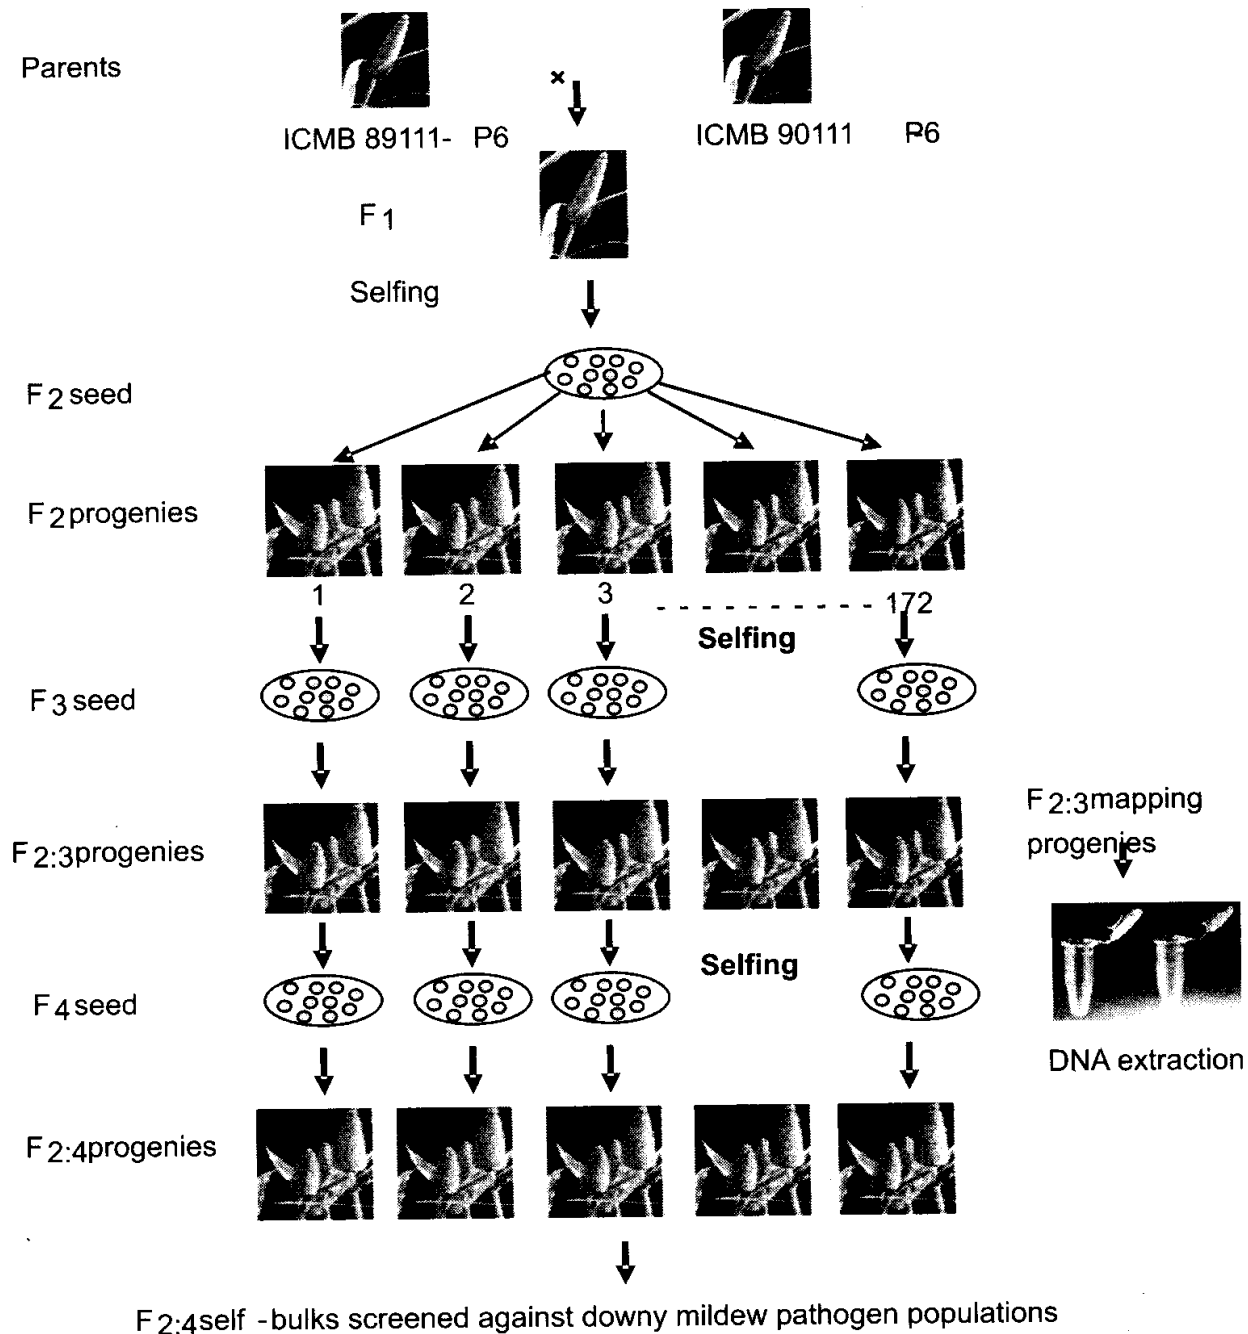 Parents
×
ICMB 89111- P6
ICMB 90111 P6
F1
Selfing
F2 seed
F2 progenies
1 2 3 - - - - - - - - - - - - - - 172
Selfing
F3 seed
F2:3 mapping
progenies
F2:3 progenies
Selfing
F4 seed
DNA extraction
F2:4 progenies
F2:4 self - bulks screened against downy mildew pathogen populations